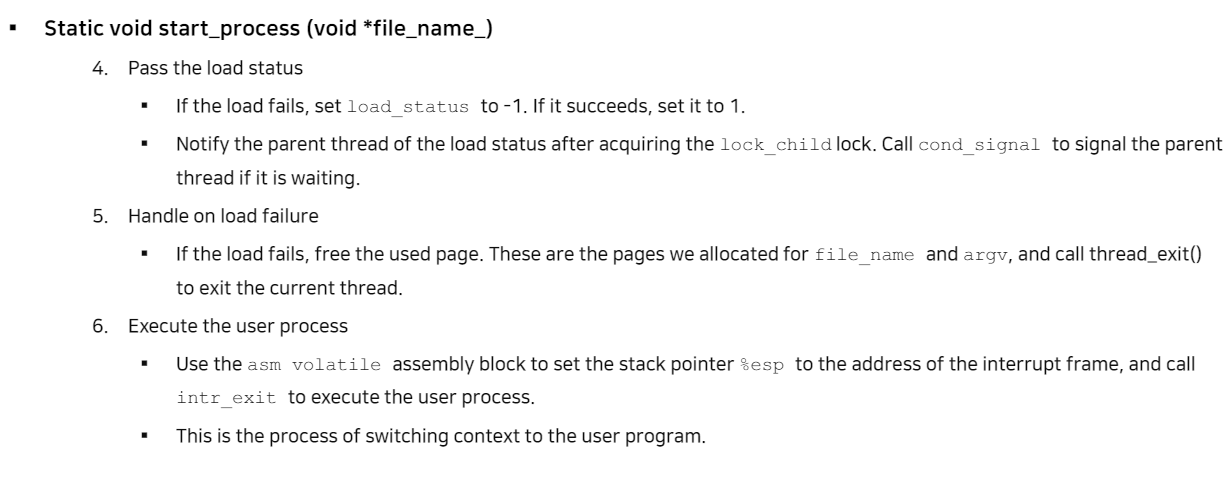 ▪ Static void start_process (void *file_name_)
4. Pass the load status
▪ If the load fails, set load_status to -1. If it succeeds, set it to 1.
▪ Notify the parent thread of the load status after acquiring the lock_child lock. Call cond_signal to signal the parent
thread if it is waiting.
5. Handle on load failure
▪ If the load fails, free the used page. These are the pages we allocated for file_name and argv, and call thread_exit()
to exit the current thread.
6. Execute the user process
▪ Use the asm volatile assembly block to set the stack pointer %esp to the address of the interrupt frame, and call
intr_exit to execute the user process.
▪ This is the process of switching context to the user program.